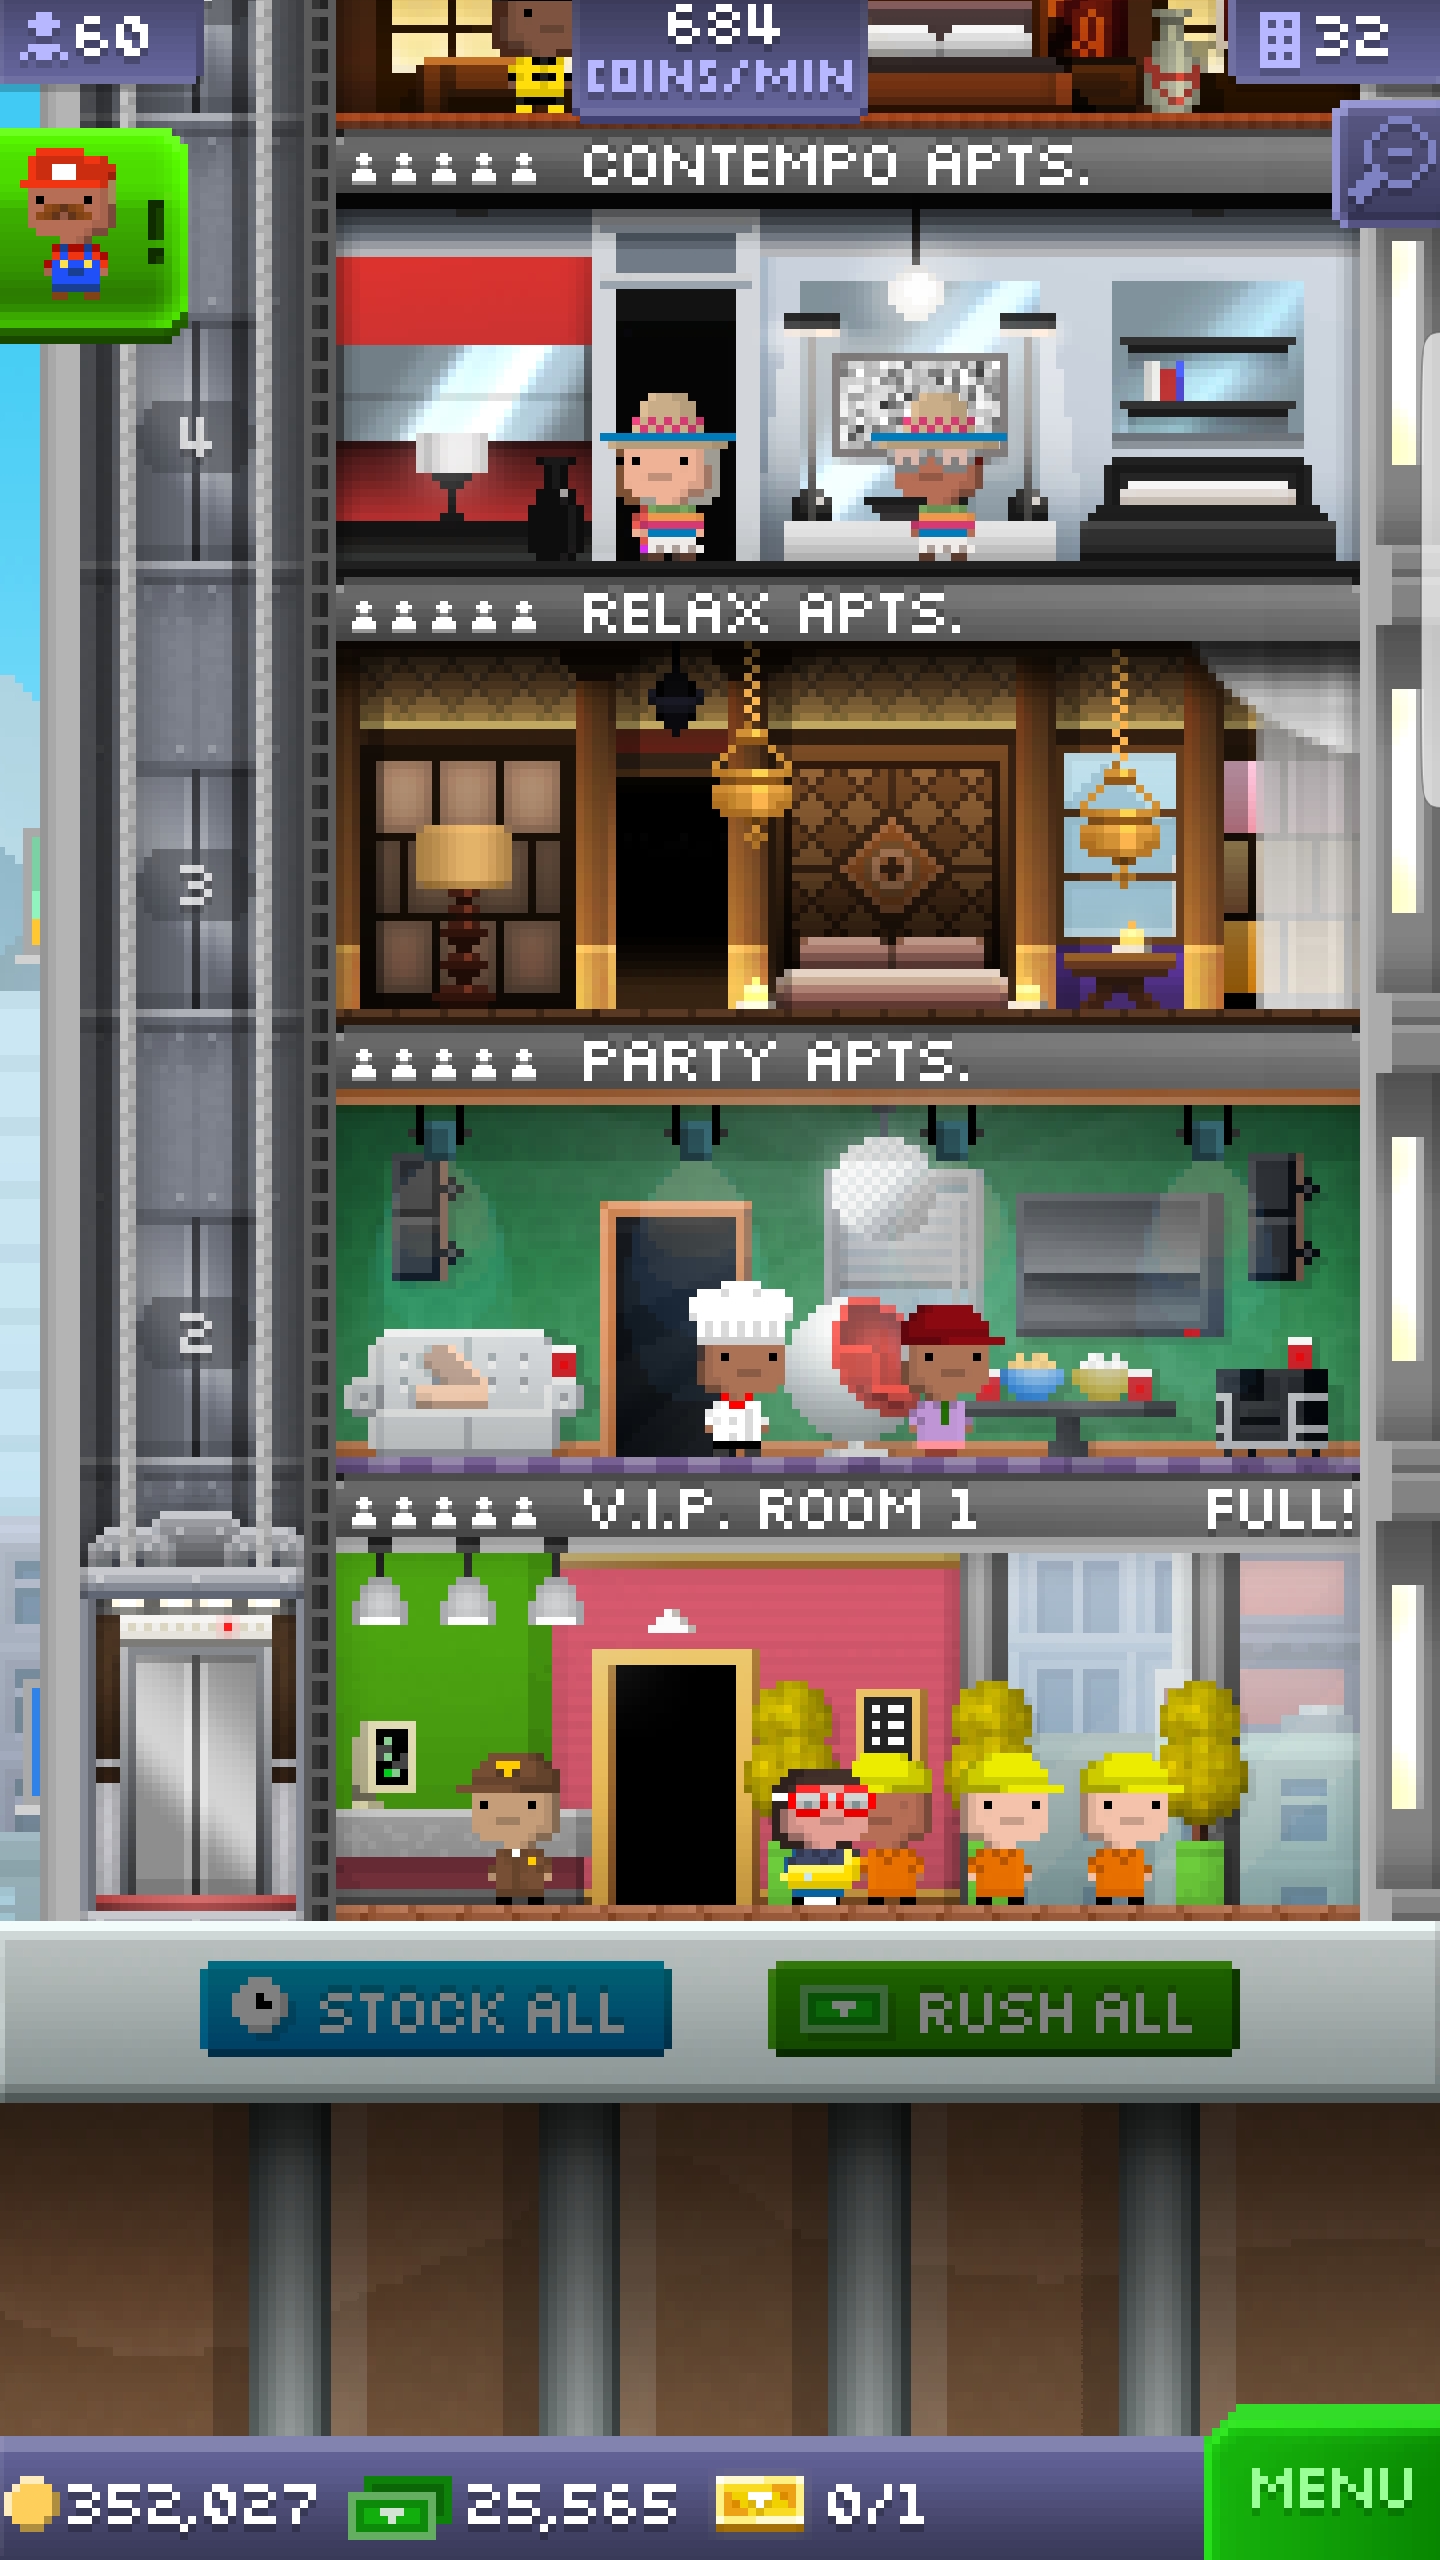 60
684
COINS/MIN
32
CONTEMPO APTS.
!
4
RELAX APTS.
3
PARTY APTS.
2
V.I.P. ROOM 1 FULL!
STOCK ALL
RUSH ALL
352,027 25,565 0/1
MENU